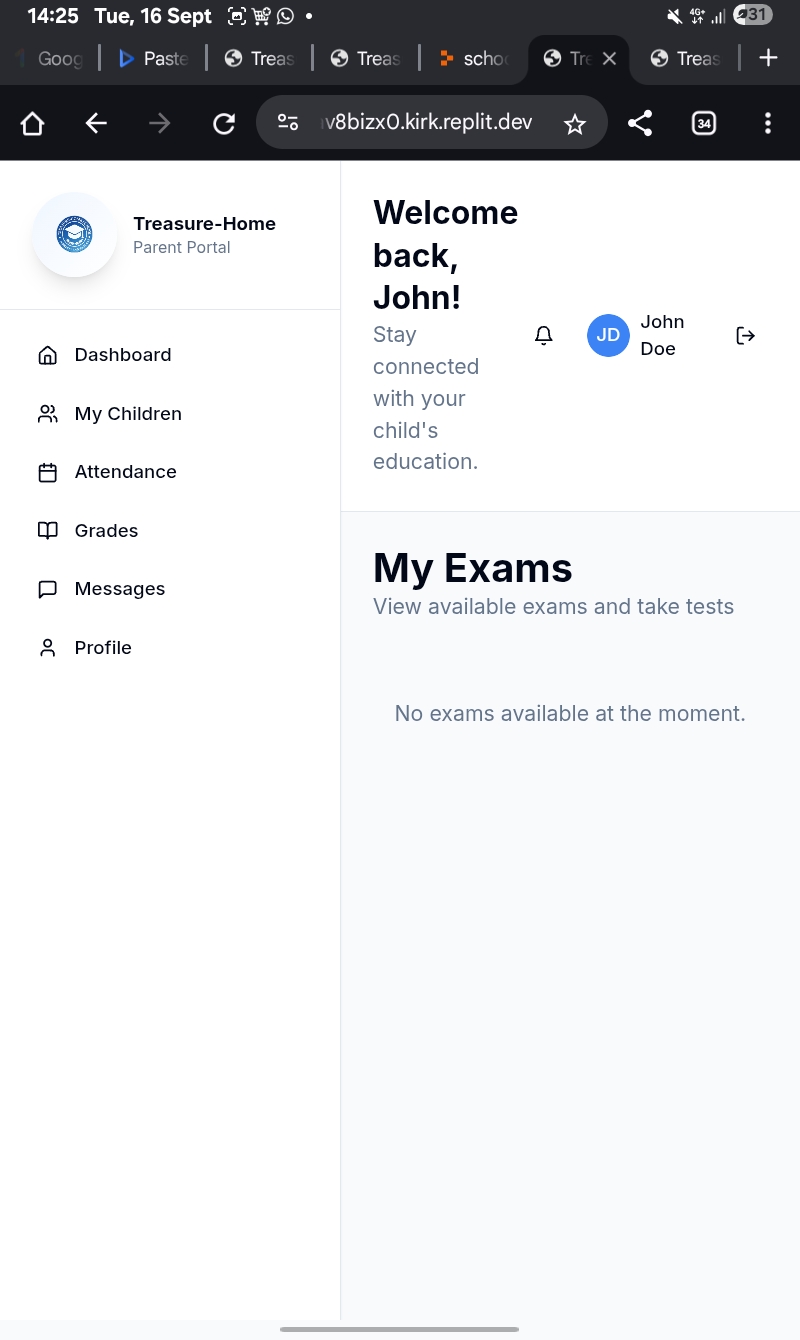 14:25 Tue, 16 Sept
4G+
31
Goog
Paste
Treas
Treas
schoo
Tre
Treas
v8bizx0.kirk.replit.dev
34
Treasure-Home
Parent Portal
Dashboard
My Children
Attendance
Grades
Messages
Profile
Welcome
back,
John!
Stay
connected
with your
child's
education.
JD
John
Doe
My Exams
View available exams and take tests
No exams available at the moment.